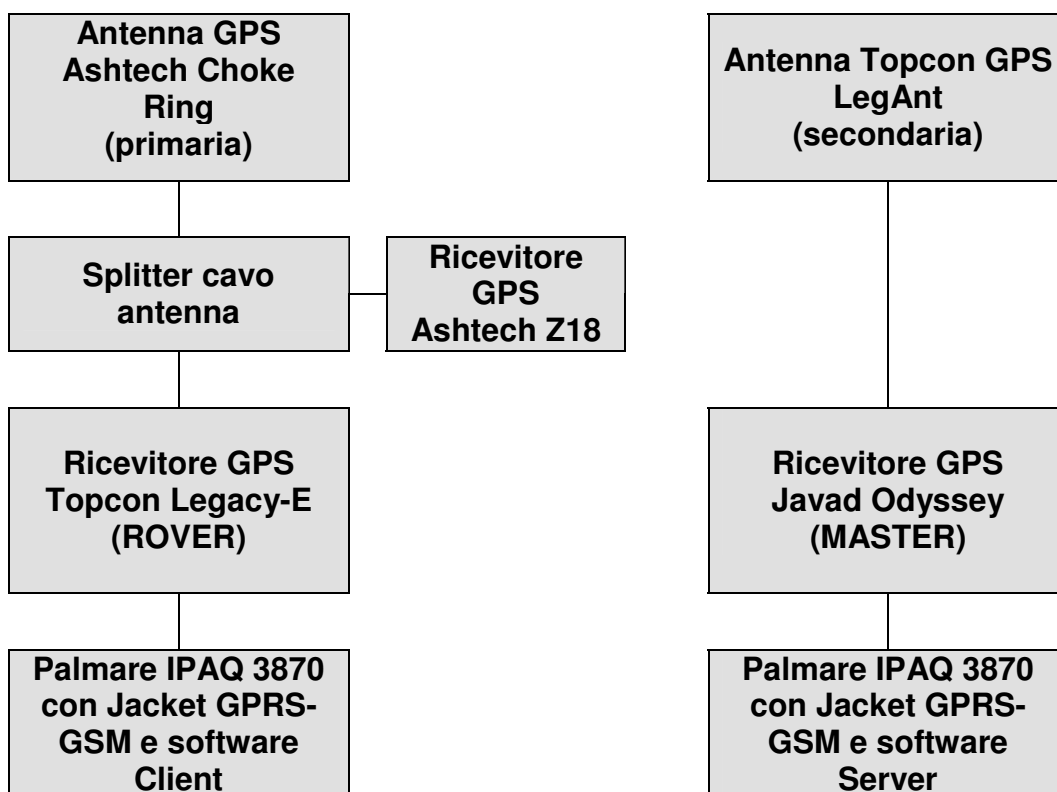 Antenna GPS
Ashtech Choke
Ring
(primaria)
Antenna Topcon GPS
LegAnt
(secondaria)
Splitter cavo
antenna
Ricevitore
GPS
Ashtech Z18
Ricevitore GPS
Topcon Legacy-E
(ROVER)
Ricevitore GPS
Javad Odyssey
(MASTER)
Palmare IPAQ 3870
con Jacket GPRS-
GSM e software
Client
Palmare IPAQ 3870
con Jacket GPRS-
GSM e software
Server